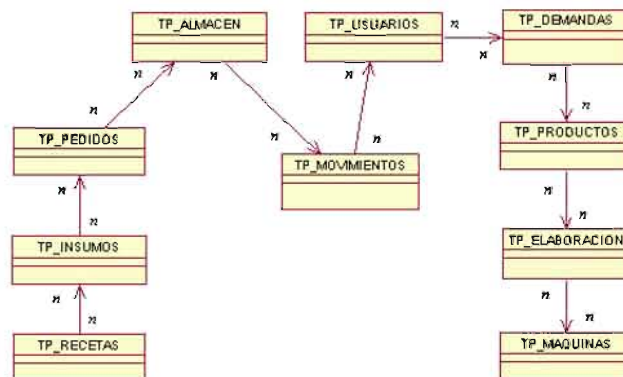 TP_ALMACEN
TP_USUARIOS
TP_DEMANDAS
n
n
n
n
n
n
n
n
TP_PEDIDOS
n
n
TP_PRODUCTOS
TP_MOVIMIENTOS
n
n
n
n
TP_INSUMOS
TP_ELABORACION
n
n
n
n
TP_RECETAS
TP_MAQUINAS